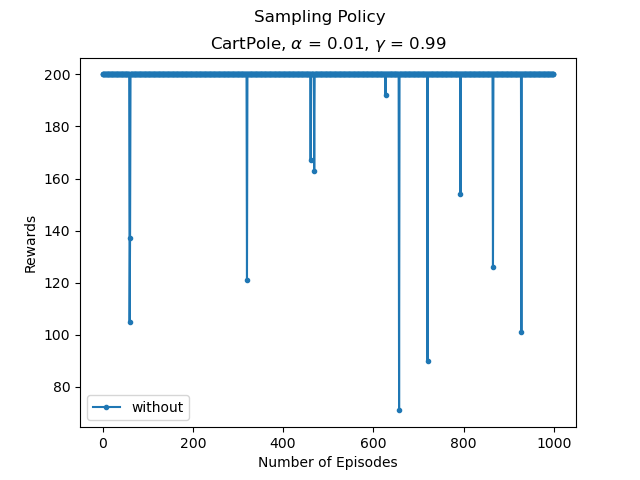 Sampling Policy
CartPole, α = 0.01, γ = 0.99
200
180
160
140
120
100
80
Rewards
without
0 200 400 600 800 1000
Number of Episodes